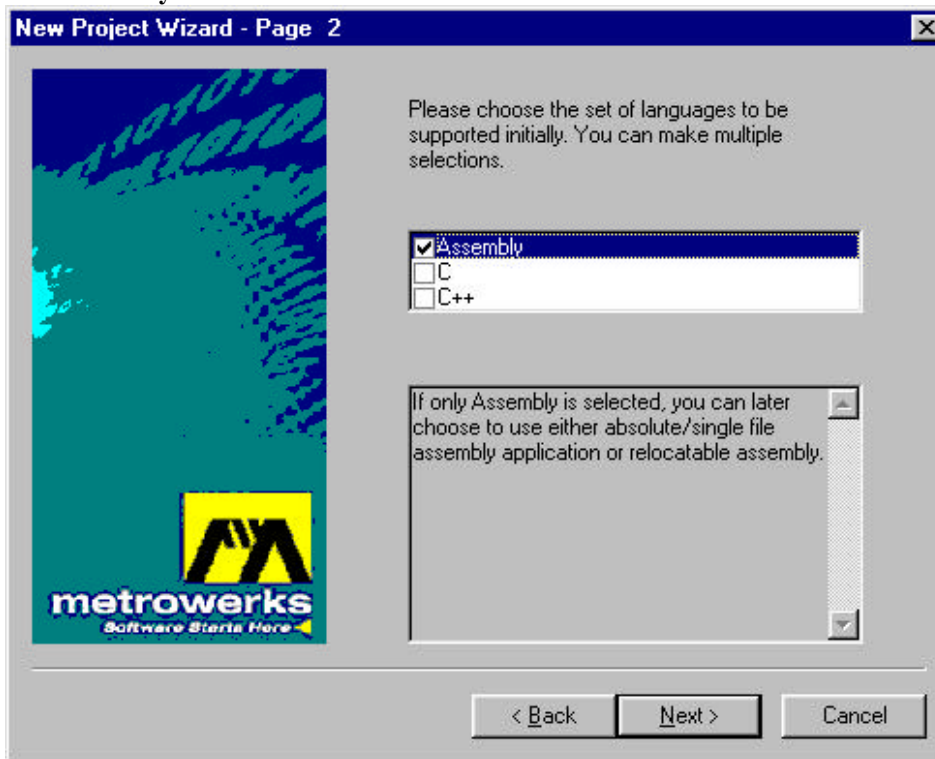 New Project Wizard - Page 2
Please choose the set of languages to be
supported initially. You can make multiple
selections.
Assembly
C
C++
If only Assembly is selected, you can later
choose to use either absolute/single file
assembly application or relocatable assembly.
metrowerks
Software Starts Here
< Back
Next >
Cancel